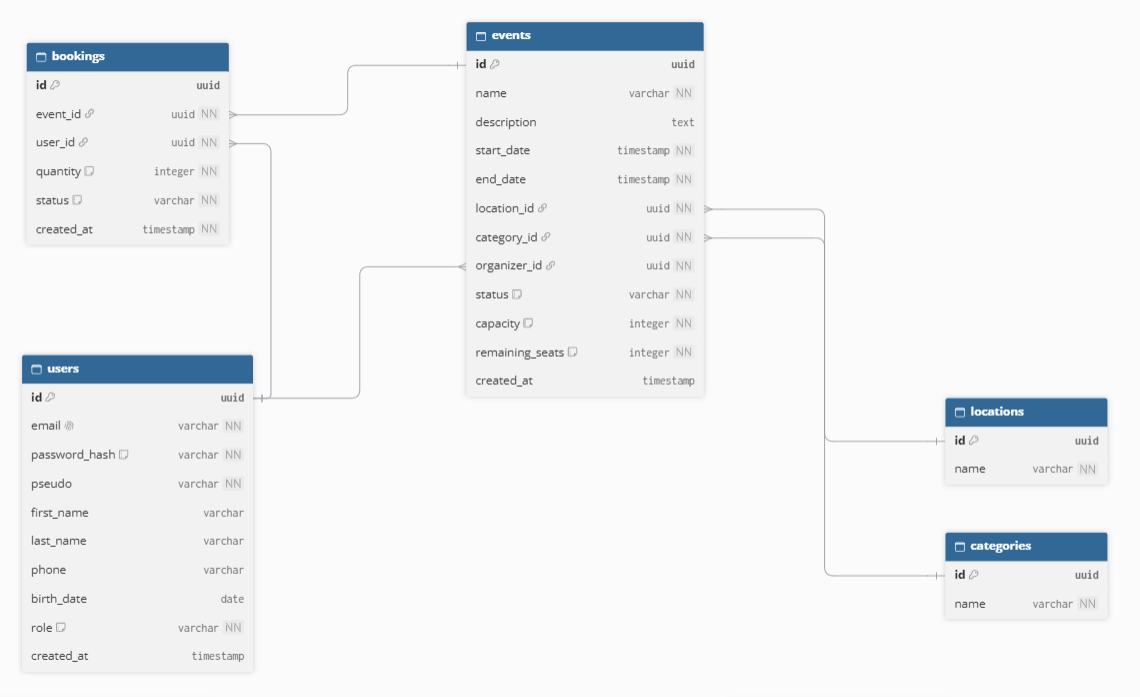 bookings
id uuid
event_id uuid NN
user_id uuid NN
quantity integer NN
status varchar NN
created_at timestamp NN
events
id uuid
name varchar NN
description text
start_date timestamp NN
end_date timestamp NN
location_id uuid NN
category_id uuid NN
organizer_id uuid NN
status varchar NN
capacity integer NN
remaining_seats integer NN
created_at timestamp
users
id uuid
email varchar NN
password_hash varchar NN
pseudo varchar NN
first_name varchar
last_name varchar
phone varchar
birth_date date
role varchar NN
created_at timestamp
locations
id uuid
name varchar NN
categories
id uuid
name varchar NN